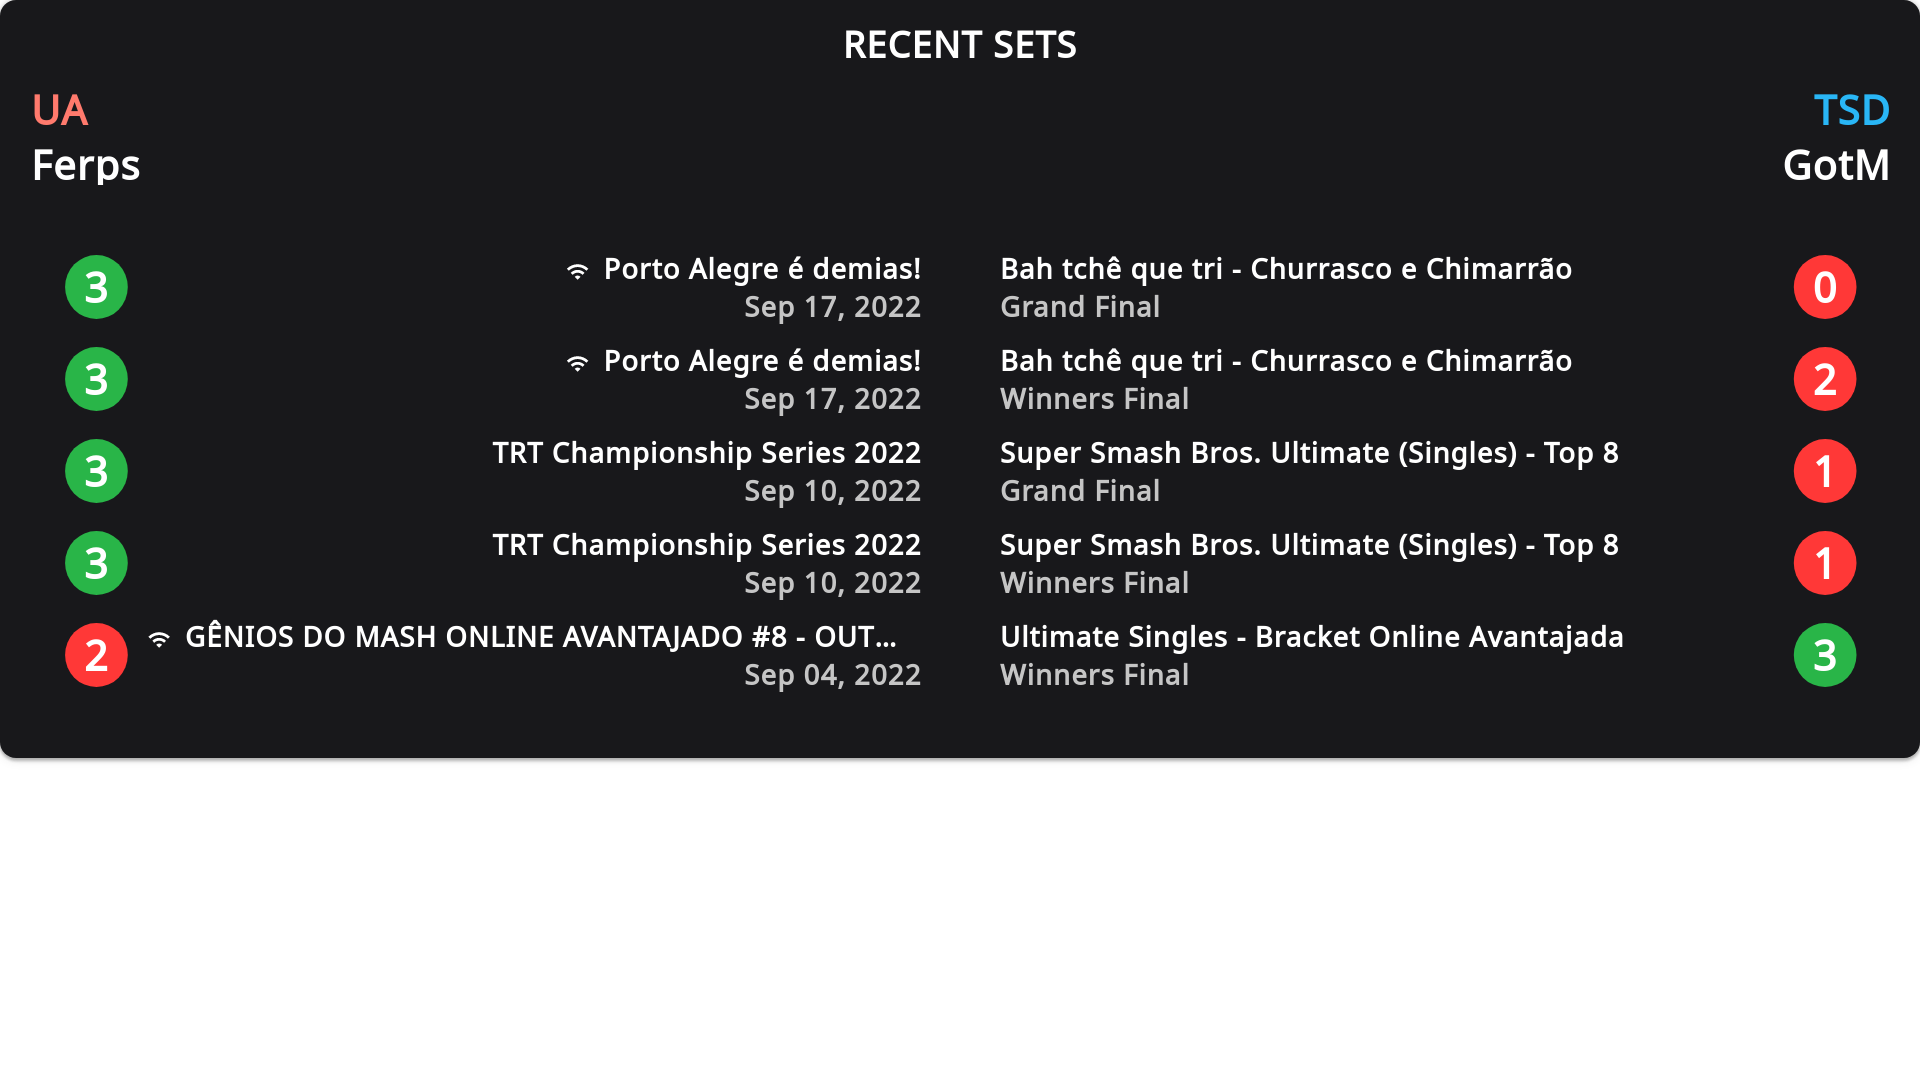 RECENT SETS
UA
TSD
Ferps
GotM
3 Porto Alegre é demias! Bah tchê que tri - Churrasco e Chimarrão 0
Sep 17, 2022 Grand Final
3 Porto Alegre é demias! Bah tchê que tri - Churrasco e Chimarrão 2
Sep 17, 2022 Winners Final
3 TRT Championship Series 2022 Super Smash Bros. Ultimate (Singles) - Top 8 1
Sep 10, 2022 Grand Final
3 TRT Championship Series 2022 Super Smash Bros. Ultimate (Singles) - Top 8 1
Sep 10, 2022 Winners Final
2 GÊNIOS DO MASH ONLINE AVANTAJADO #8 - OUT... Ultimate Singles - Bracket Online Avantajada 3
Sep 04, 2022 Winners Final